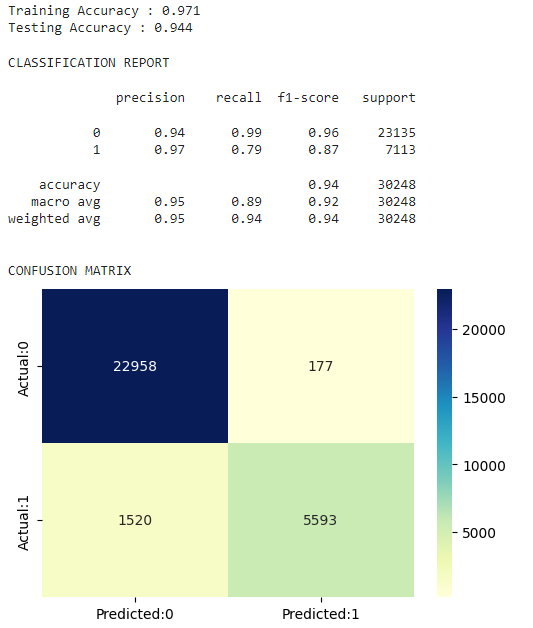 Training Accuracy : 0.971
Testing Accuracy : 0.944
CLASSIFICATION REPORT
precision recall f1-score support
0 0.94 0.99 0.96 23135
1 0.97 0.79 0.87 7113
accuracy 0.94 30248
macro avg 0.95 0.89 0.92 30248
weighted avg 0.95 0.94 0.94 30248
CONFUSION MATRIX
Actual:0
22958 177
Actual:1
1520 5593
Predicted:0 Predicted:1
20000
15000
10000
5000